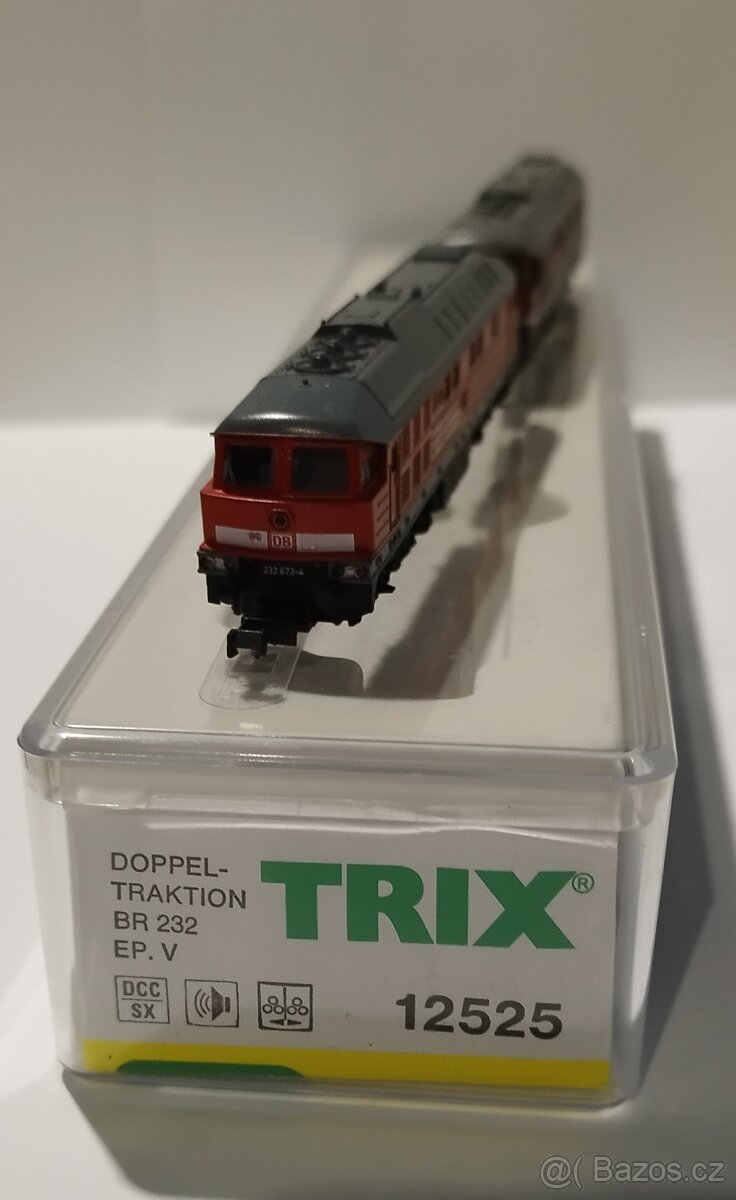 DB
232 673-4
DOPPEL-
TRAKTION
BR 232
EP. V
TRIX®
DCC
SX
12525
@( Bazos.cz